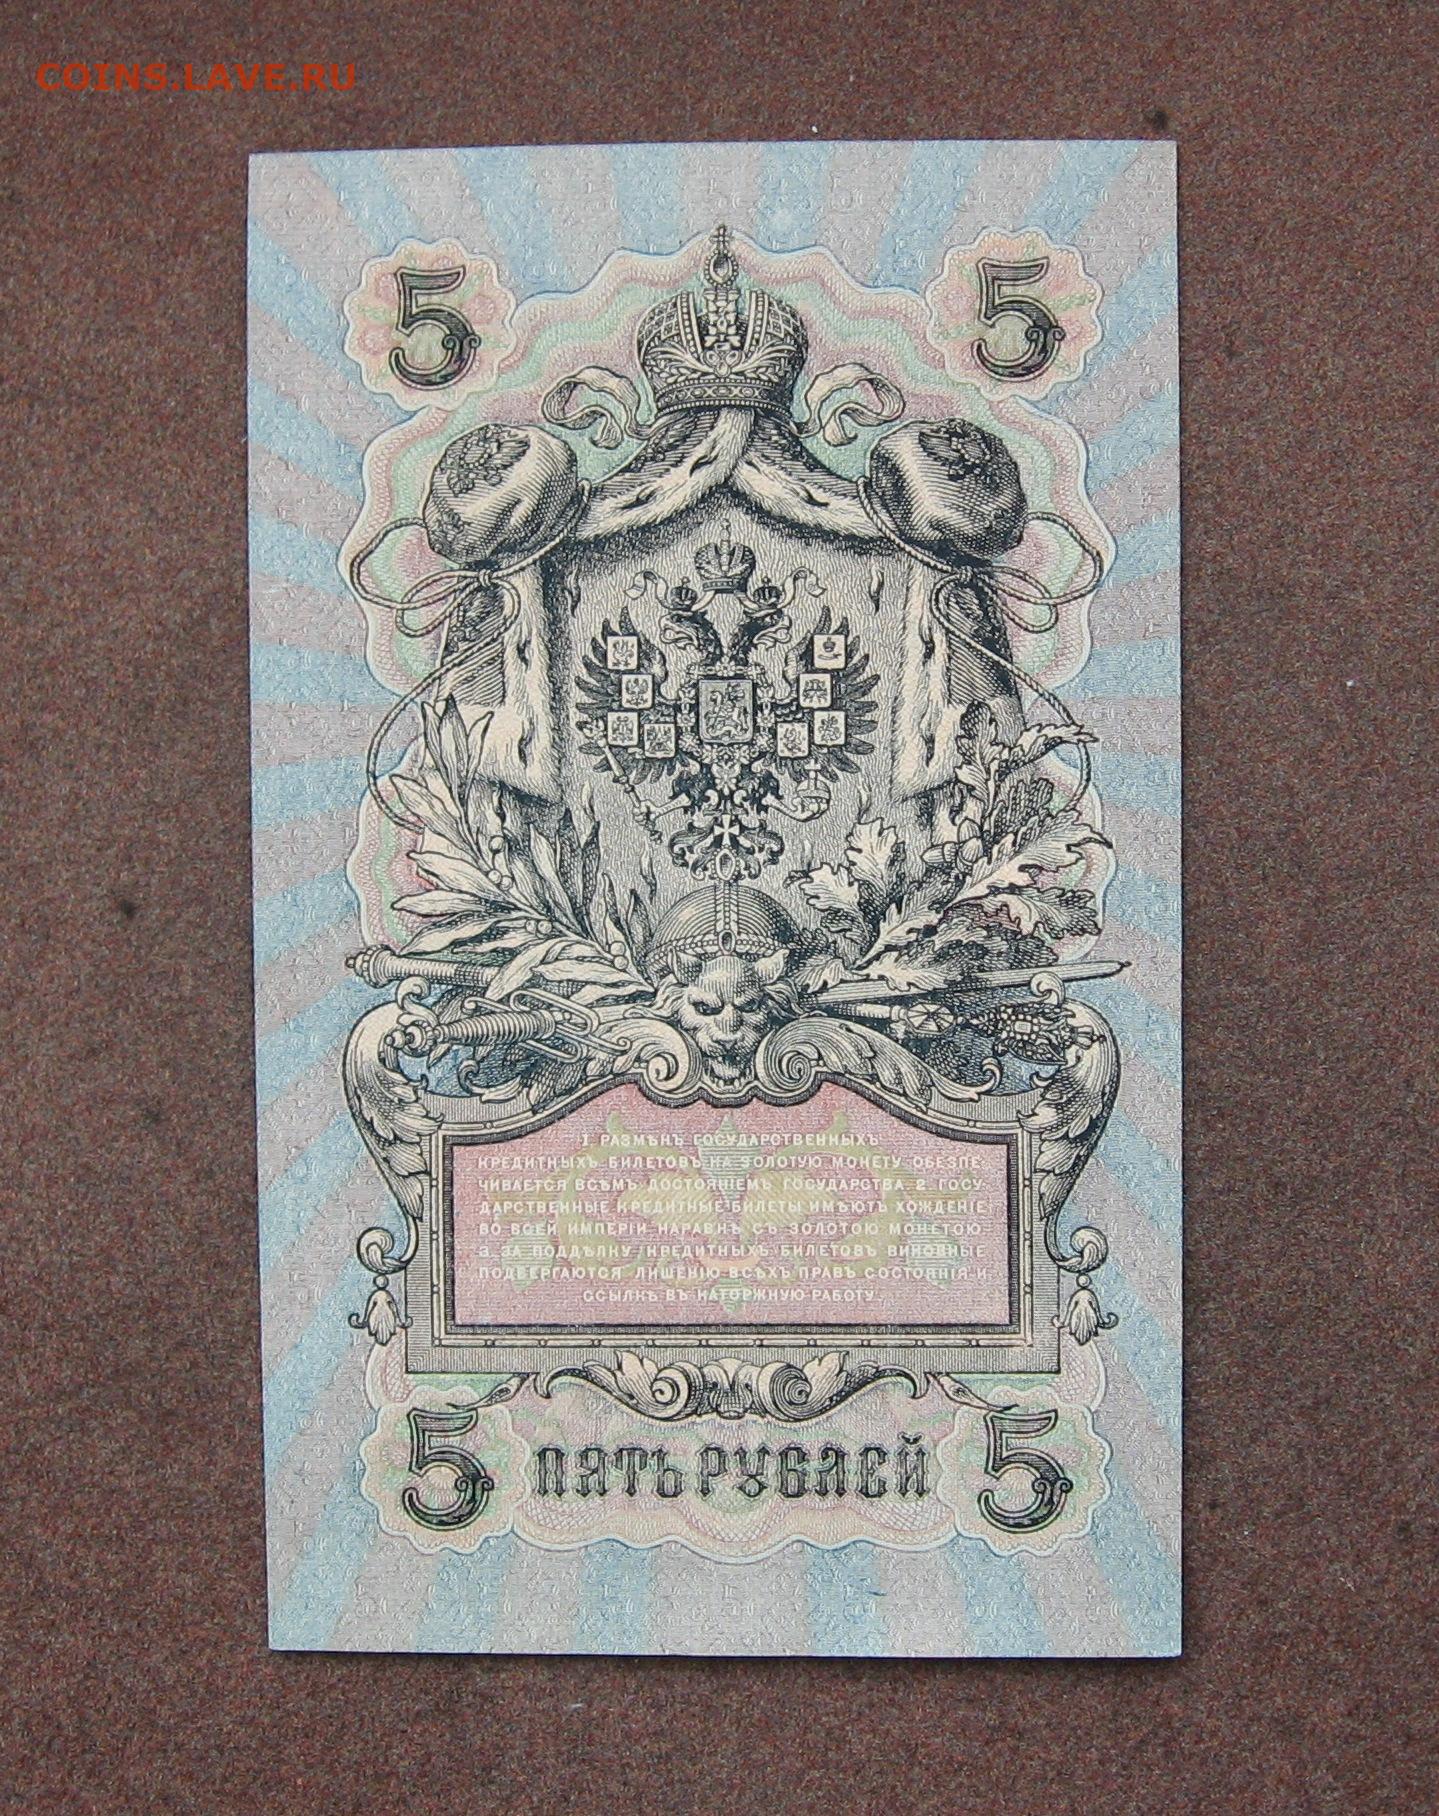 COINS.LAVE.RU
5 5
1. РАЗМѢНЪ ГОСУДАРСТВЕННЫХЪ
КРЕДИТНЫХЪ БИЛЕТОВЪ НА ЗОЛОТУЮ МОНЕТУ ОБЕЗПЕ-
ЧИВАЕТСЯ ВСѢМЪ ДОСТОЯНІЕМЪ ГОСУДАРСТВА. 2. ГОСУ-
ДАРСТВЕННЫЕ КРЕДИТНЫЕ БИЛЕТЫ ИМѢЮТЪ ХОЖДЕНІЕ
ВО ВСЕЙ ИМПЕРІИ НАРАВНѢ СЪ ЗОЛОТОЮ МОНЕТОЮ.
3. ЗА ПОДДѢЛКУ КРЕДИТНЫХЪ БИЛЕТОВЪ ВИНОВНЫЕ
ПОДВЕРГАЮТСЯ ЛИШЕНІЮ ВСѢХЪ ПРАВЪ СОСТОЯНІЯ И
ССЫЛКѢ ВЪ КАТОРЖНУЮ РАБОТУ.
5 ПЯТЬ РУБЛЕЙ 5